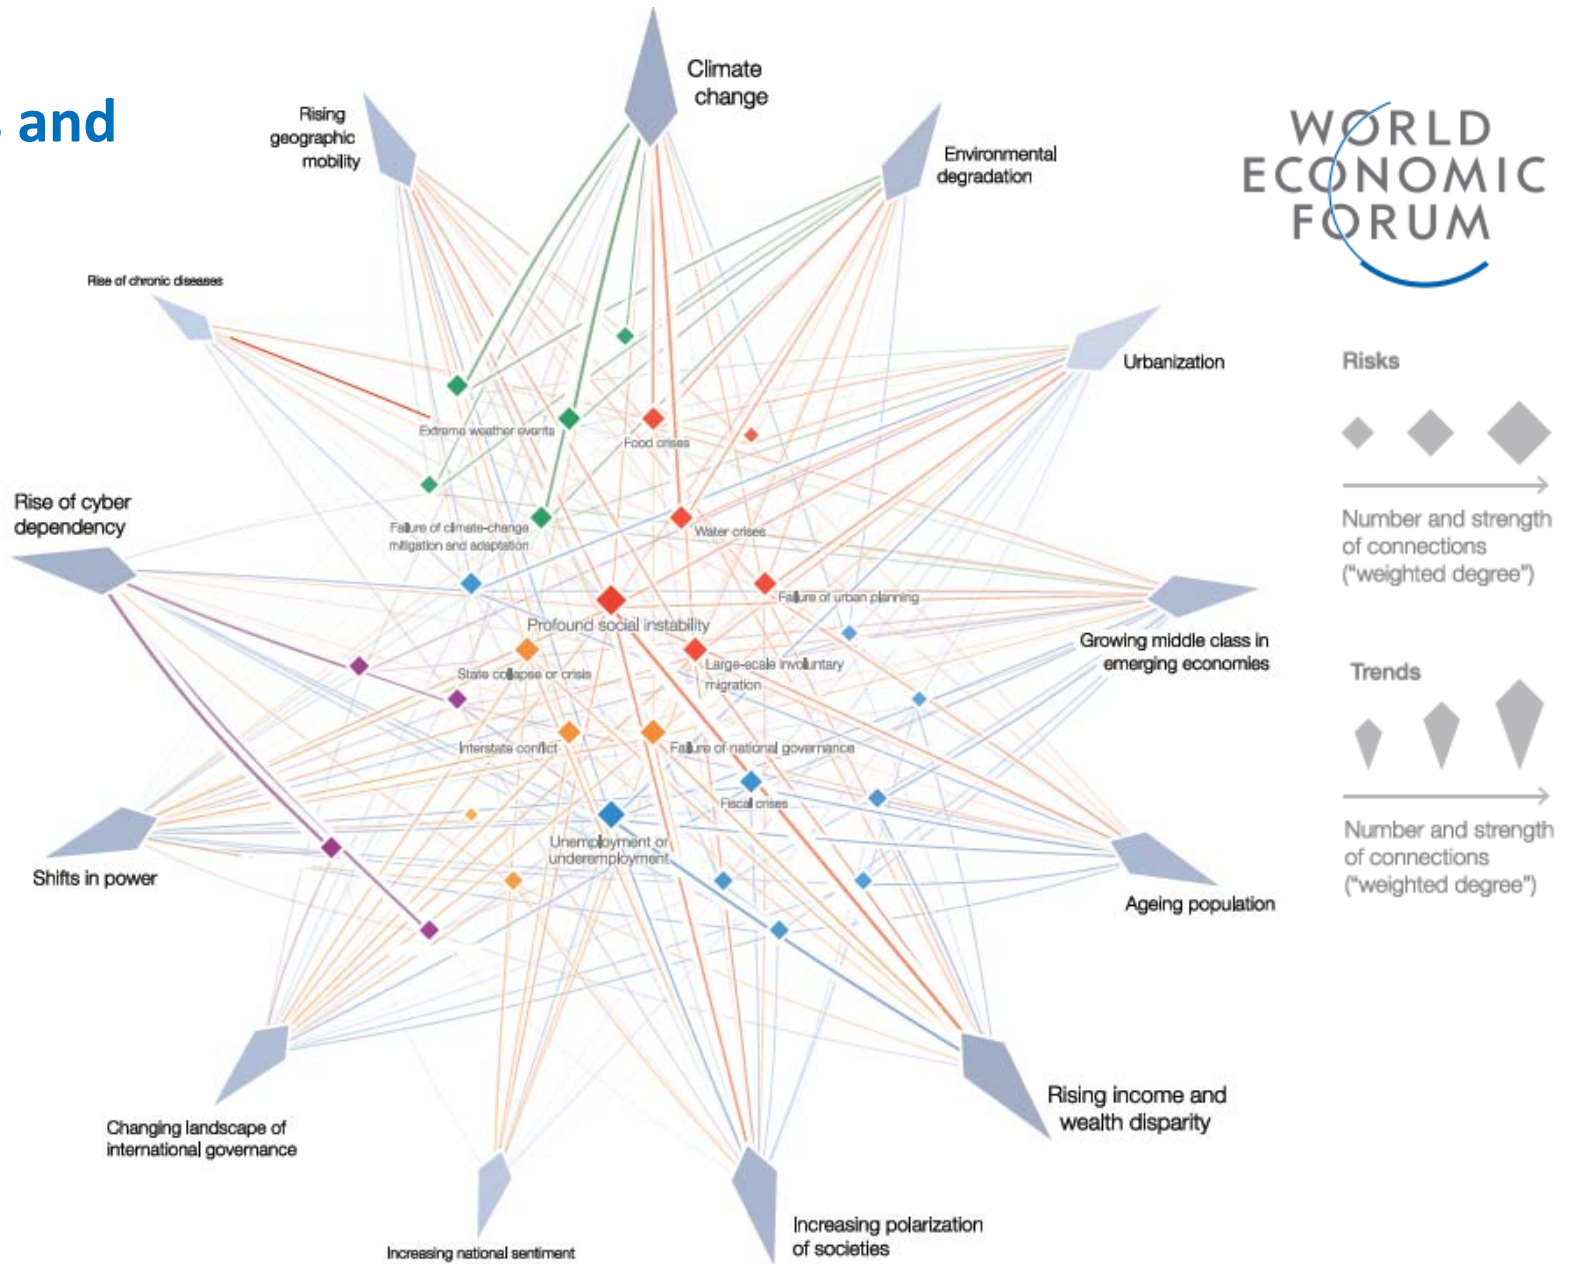 and
Climate
change
Rising
geographic
mobility
Environmental
degradation
WORLD
ECONOMIC
FORUM
Rise of chronic diseases
Urbanization
Risks
Extreme weather events
Food crises
Rise of cyber
dependency
Failure of climate-change
mitigation and adaptation
Water crises
Number and strength
of connections
("weighted degree")
Failure of urban planning
Profound social instability
Growing middle class in
emerging economies
State collapse or crisis
Large-scale involuntary
migration
Trends
Interstate conflict
Failure of national governance
Fiscal crises
Unemployment or
underemployment
Number and strength
of connections
("weighted degree")
Shifts in power
Ageing population
Rising income and
wealth disparity
Changing landscape of
international governance
Increasing national sentiment
Increasing polarization
of societies